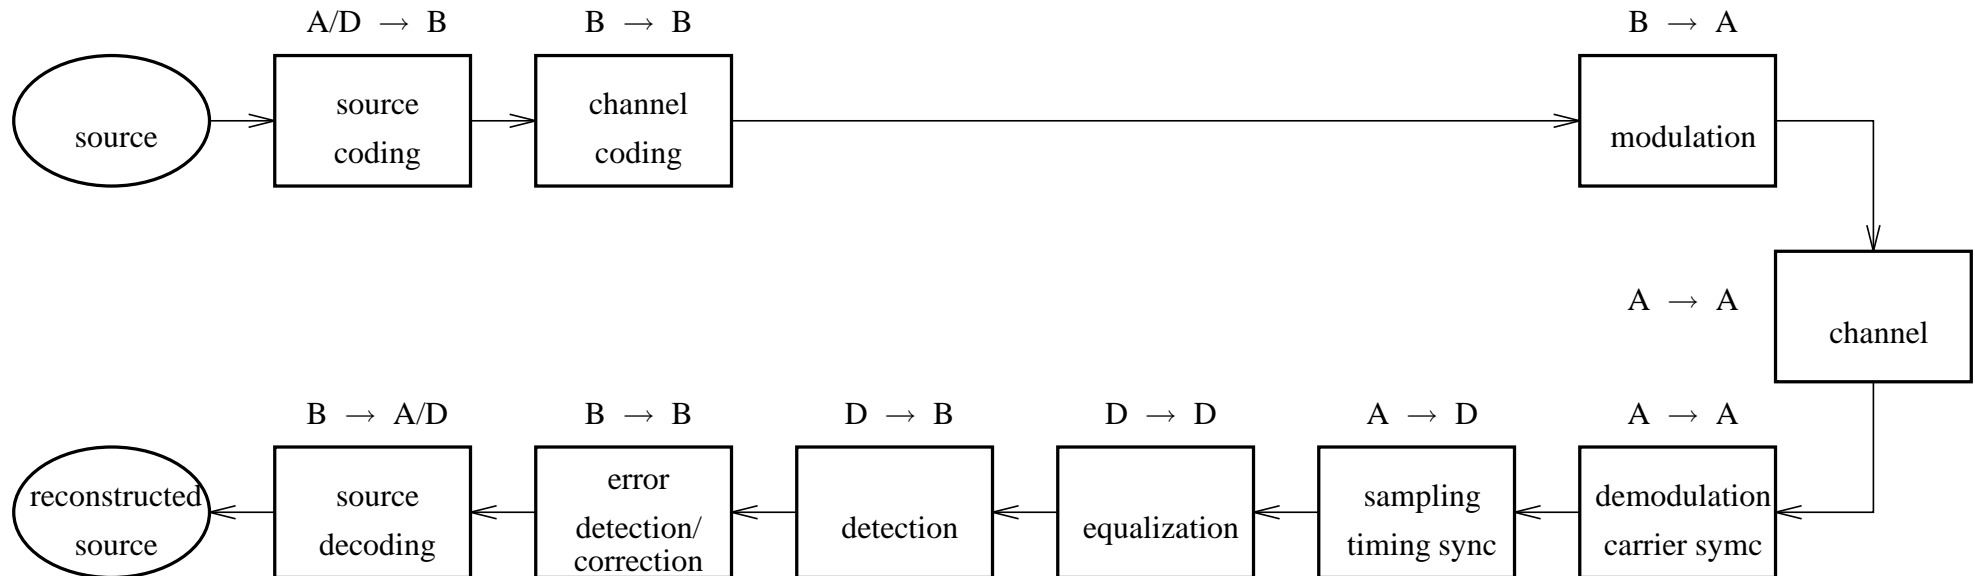 A/D → B
B → B
B → A
source
source
coding
channel
coding
modulation
A → A
channel
B → A/D
B → B
D → B
D → D
A → D
A → A
reconstructed
source
source
decoding
error
detection/
correction
detection
equalization
sampling
timing sync
demodulation
carrier symc